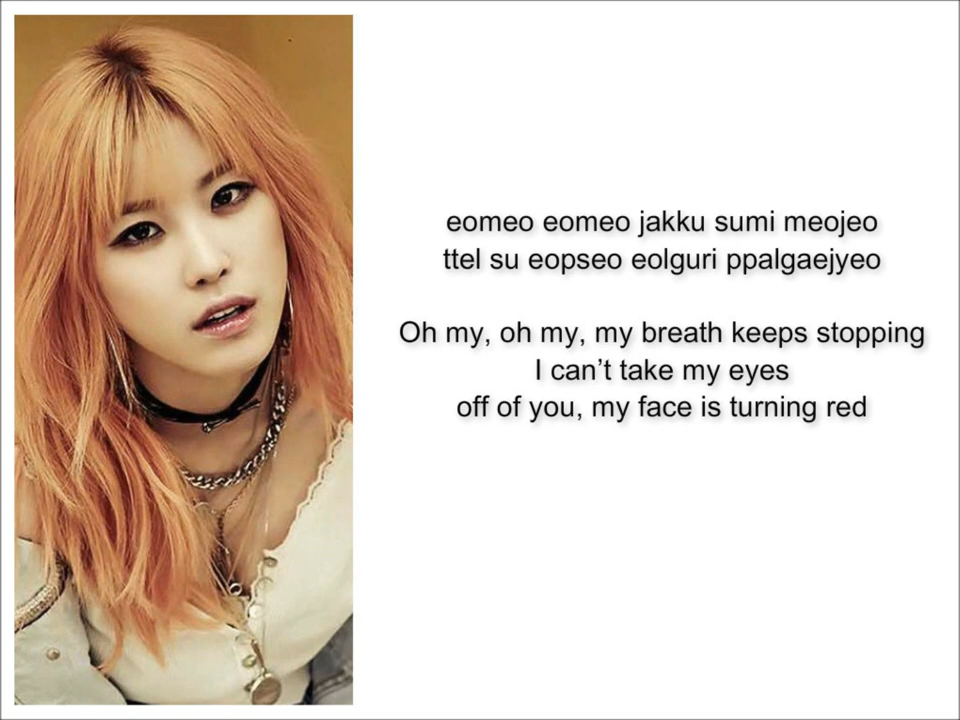 eomeo eomeo jakku sumi meojeo
ttel su eopseo eolguri ppalgaejyeo
Oh my, oh my, my breath keeps stopping
I can’t take my eyes
off of you, my face is turning red